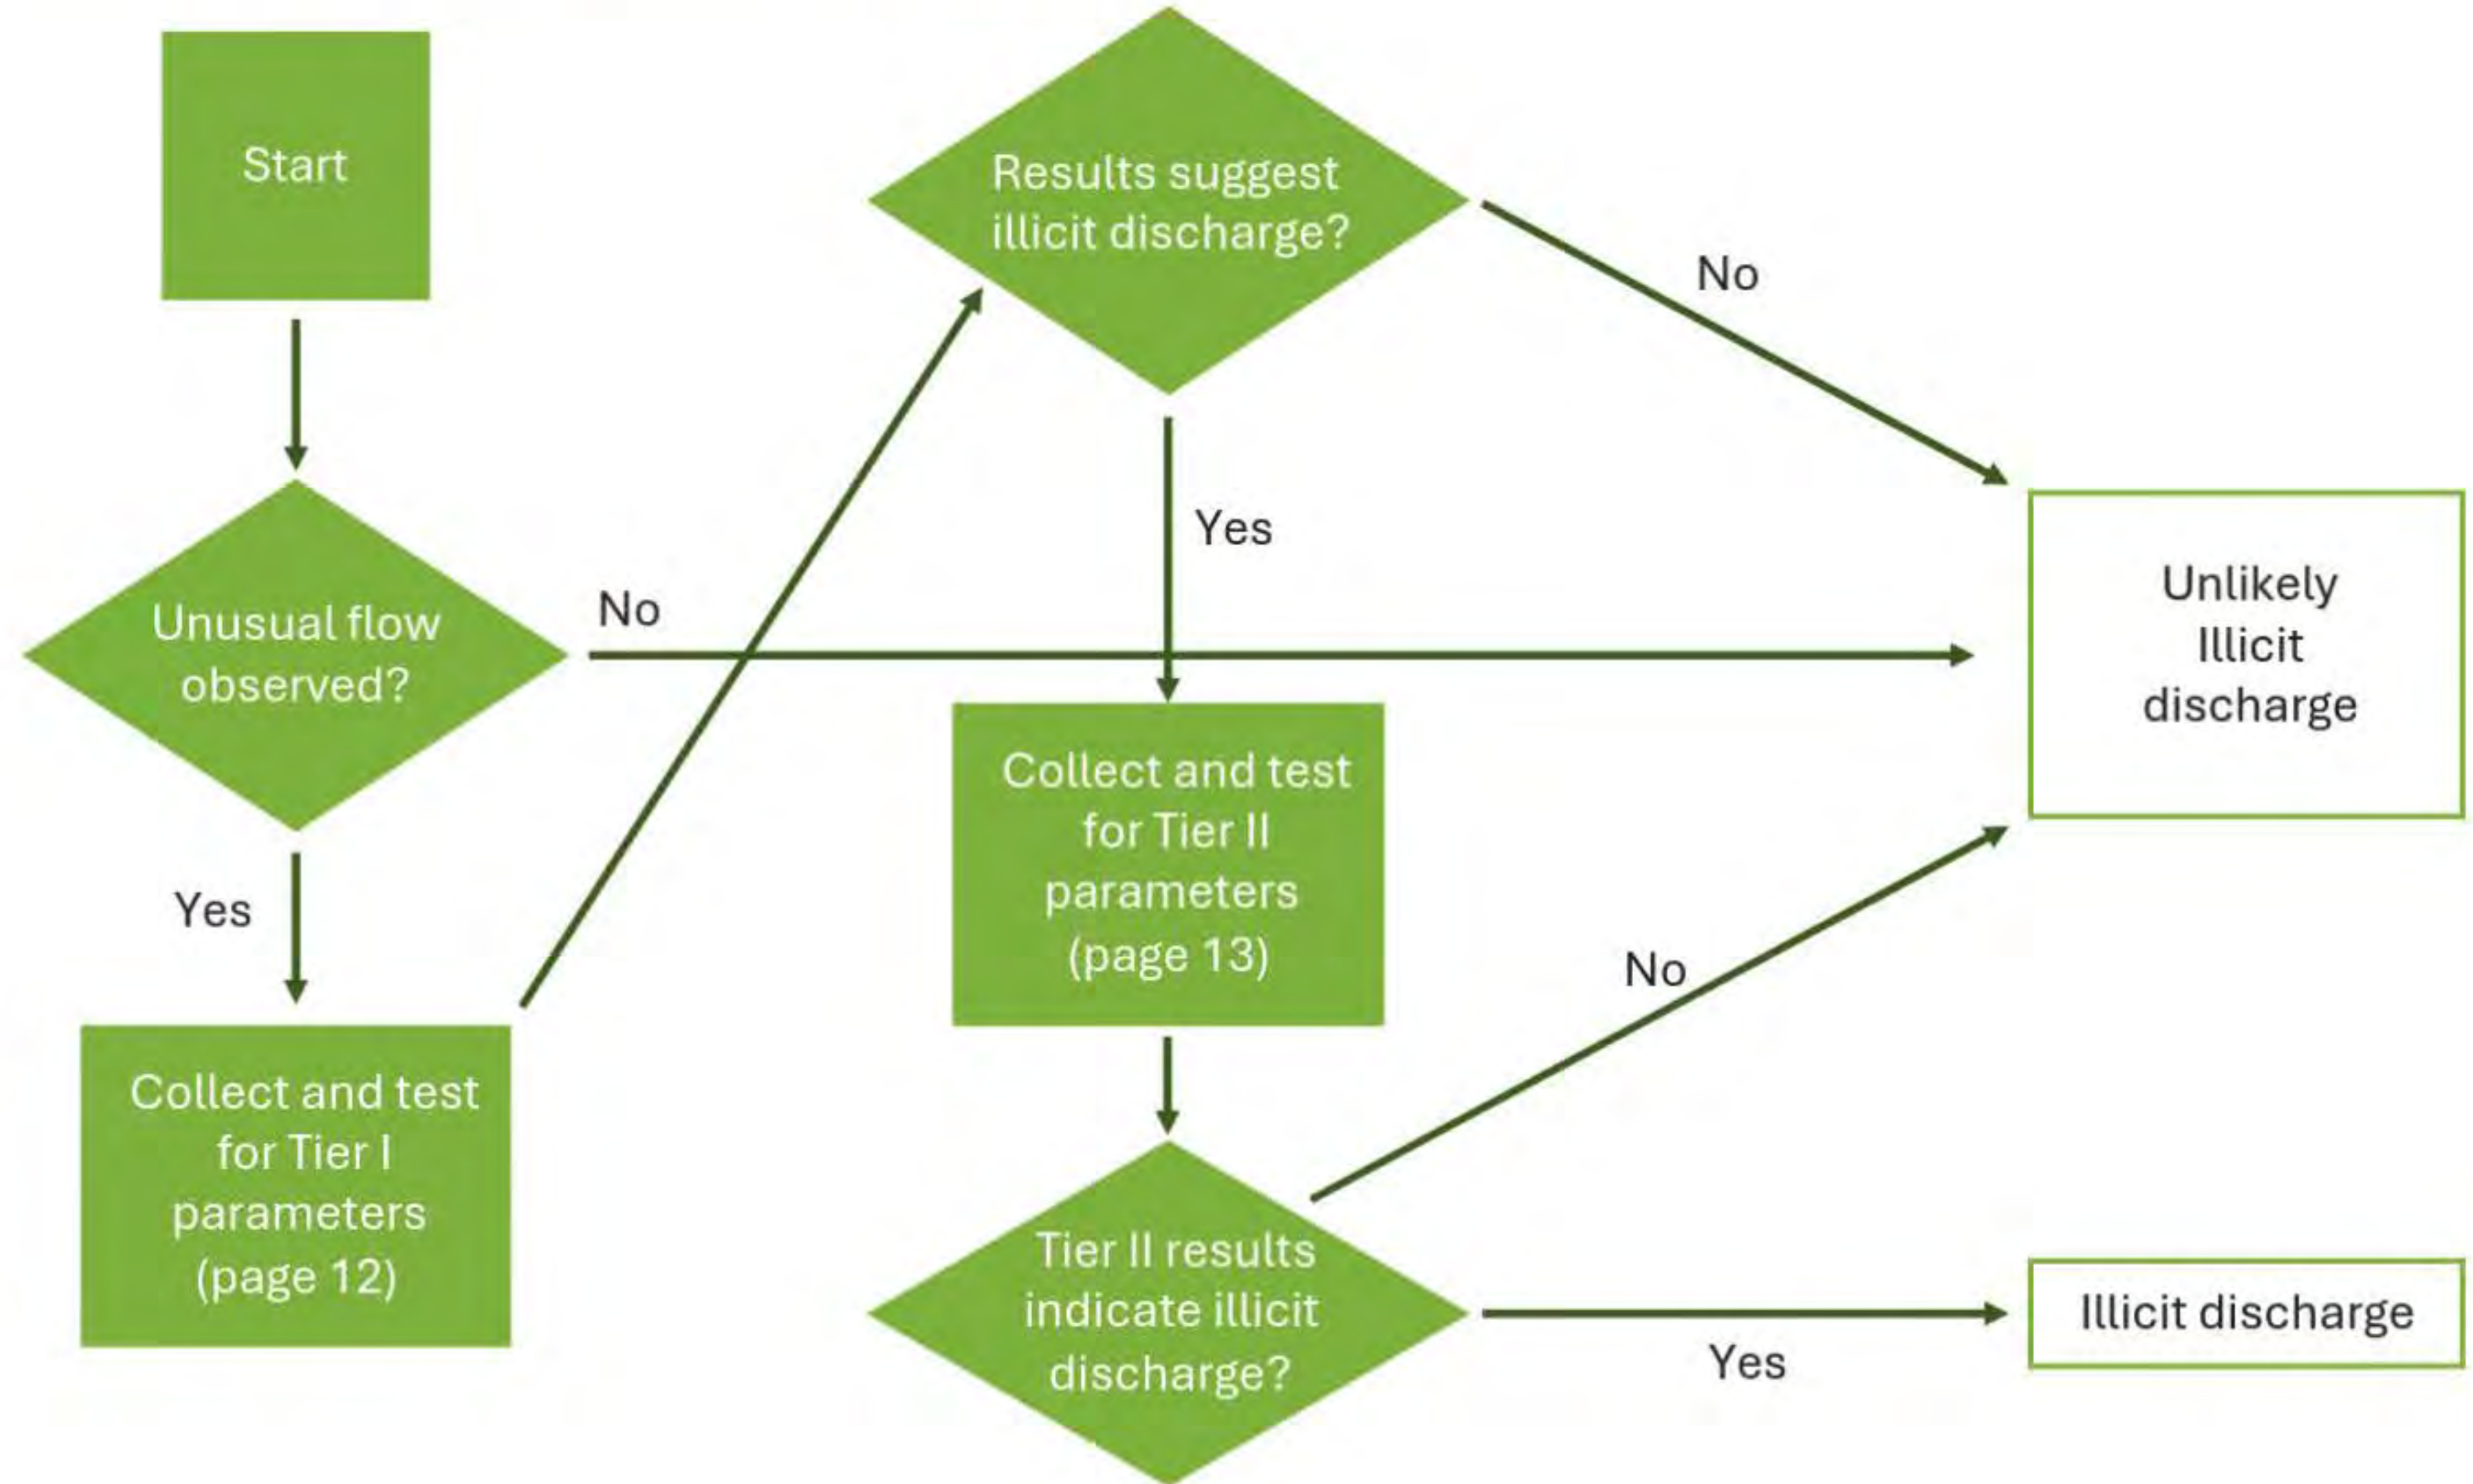 Start
Unusual flow
observed?
No
Yes
Collect and test
for Tier I
parameters
(page 12)
Results suggest
illicit discharge?
No
Yes
Collect and test
for Tier II
parameters
(page 13)
Tier II results
indicate illicit
discharge?
No
Yes
Unlikely
Illicit
discharge
Illicit discharge